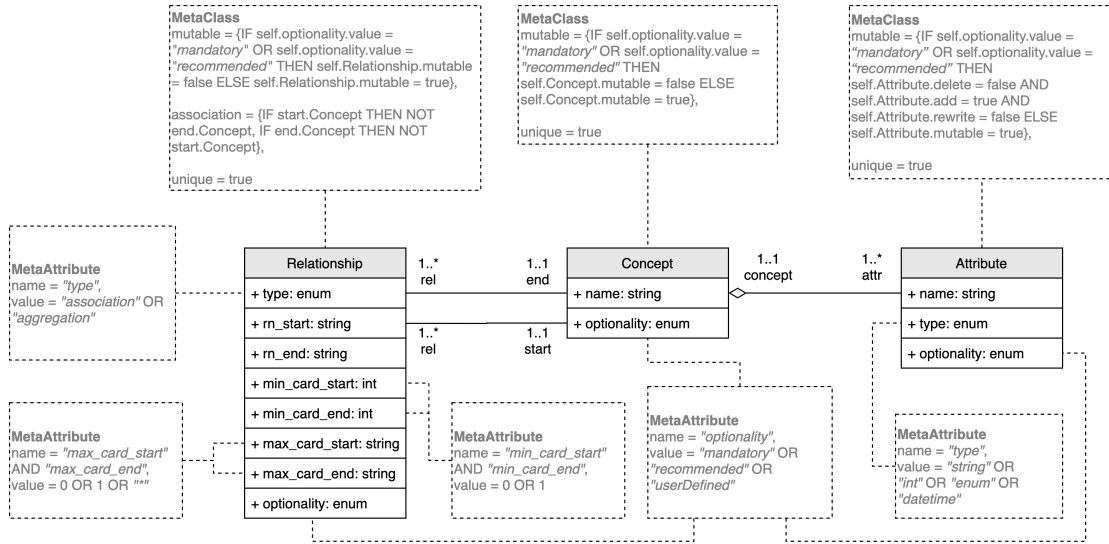 MetaClass
mutable = {IF self.optionality.value =
"mandatory" OR self.optionality.value =
"recommended" THEN self.Relationship.mutable
= false ELSE self.Relationship.mutable = true},
association = {IF start.Concept THEN NOT
end.Concept, IF end.Concept THEN NOT
start.Concept},
unique = true
MetaClass
mutable = {IF self.optionality.value =
"mandatory" OR self.optionality.value =
"recommended" THEN
self.Concept.mutable = false ELSE
self.Concept.mutable = true},
unique = true
MetaClass
mutable = {IF self.optionality.value =
“mandatory” OR self.optionality.value =
“recommended” THEN
self.Attribute.delete = false AND
self.Attribute.add = true AND
self.Attribute.rewrite = false ELSE
self.Attribute.mutable = true},
unique = true
MetaAttribute
name = "type",
value = "association" OR
"aggregation"
Relationship
+ type: enum
+ rn_start: string
+ rn_end: string
+ min_card_start: int
+ min_card_end: int
+ max_card_start: string
+ max_card_end: string
+ optionality: enum
1..*
rel
1..1
end
1..*
rel
1..1
start
Concept
+ name: string
+ optionality: enum
1..1
concept
1..*
attr
Attribute
+ name: string
+ type: enum
+ optionality: enum
MetaAttribute
name = "max_card_start"
AND "max_card_end",
value = 0 OR 1 OR "*"
MetaAttribute
name = "min_card_start"
AND "min_card_end",
value = 0 OR 1
MetaAttribute
name = "optionality",
value = "mandatory" OR
"recommended" OR
"userDefined"
MetaAttribute
name = "type",
value = "string" OR
"int" OR "enum" OR
"datetime"